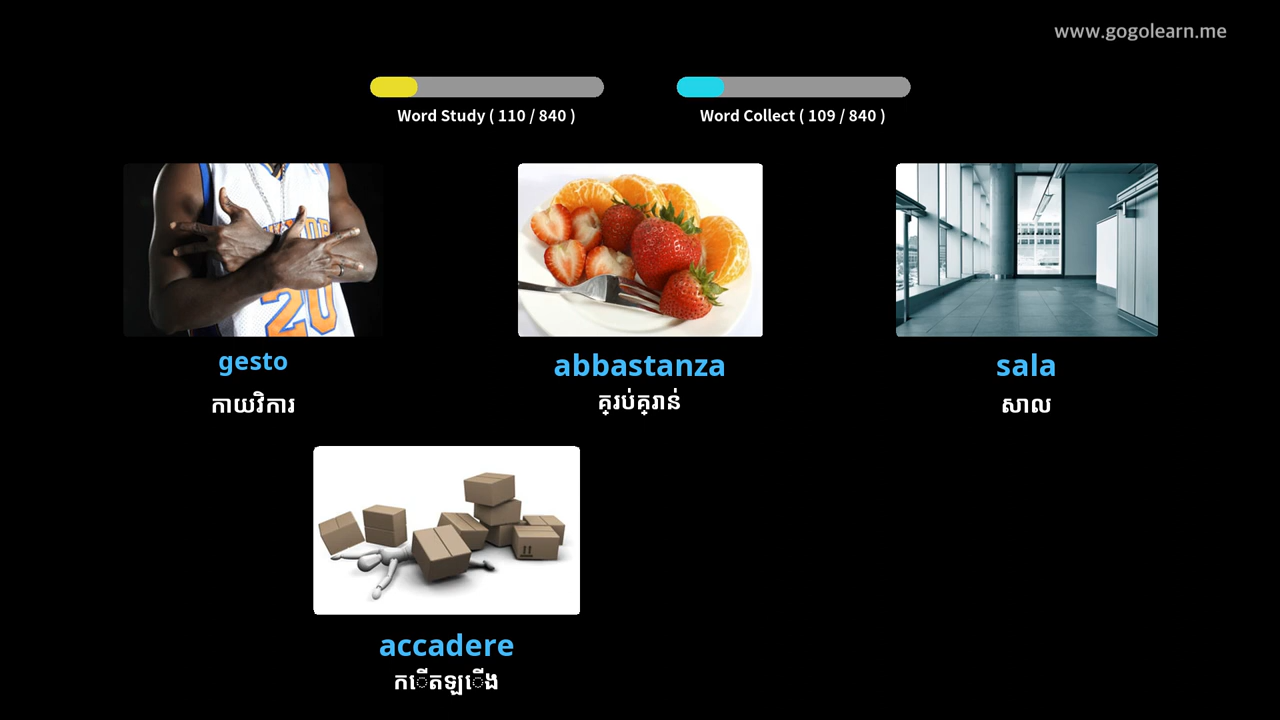 www.gogolearn.me
Word Study ( 110 / 840 )
Word Collect ( 109 / 840 )
20
gesto
abbastanza
sala
កាយវិការ
គ្រប់គ្រាន់
សាល
accadere
កើតឡើង